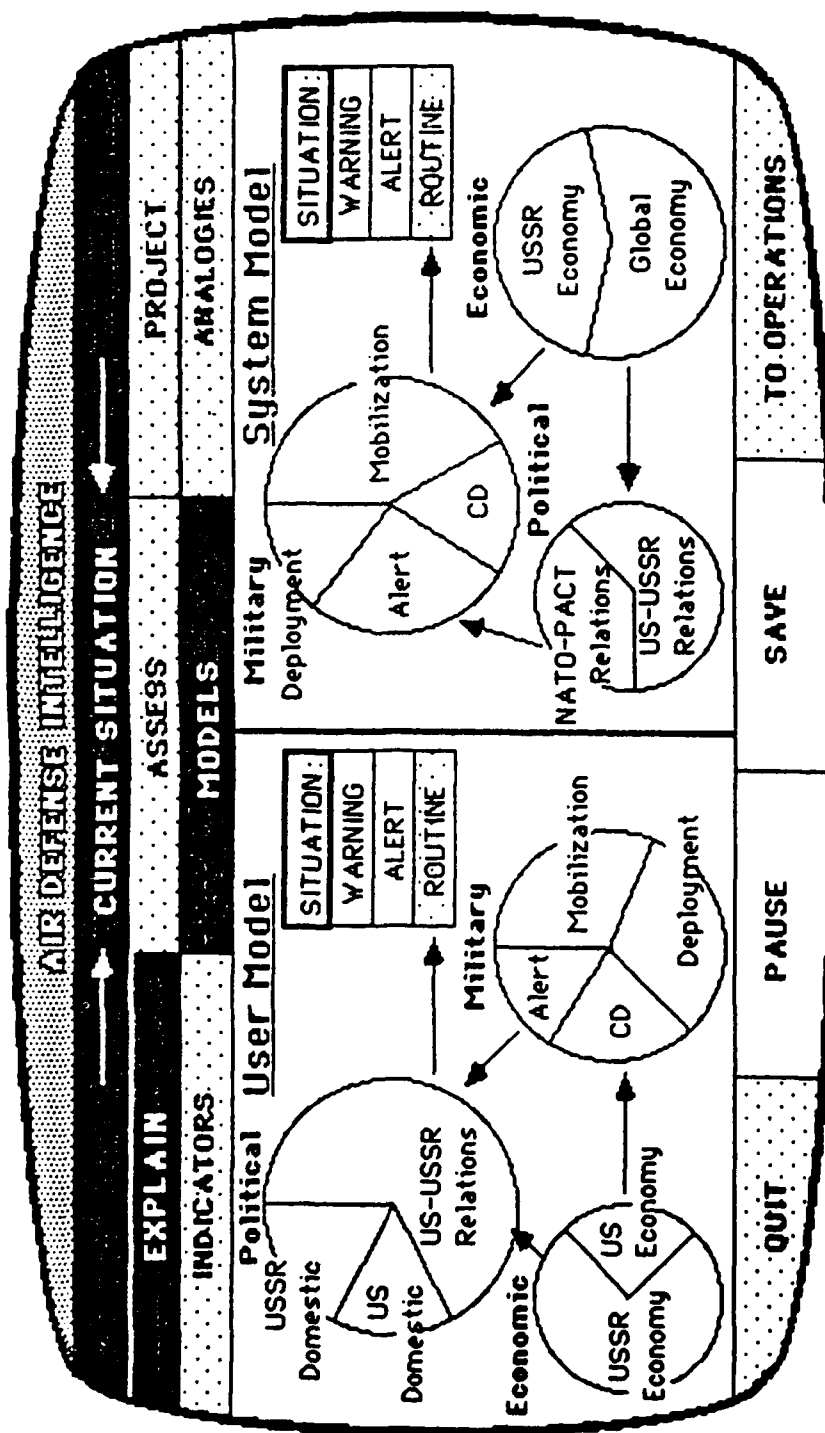 AIR DEFENSE INTELLIGENCE
CURRENT SITUATION
EXPLAIN
ASSESS
PROJECT
INDICATORS
MODELS
ANALOGIES
User Model
Political
USSR
Domestic
US
Domestic
US-USSR
Relations
SITUATION
WARNING
ALERT
ROUTINE
Military
Alert
Mobilization
CD
Deployment
Economic
USSR
Economy
US
Economy
System Model
Military
Deployment
Mobilization
Alert
CD
SITUATION
WARNING
ALERT
ROUTINE
Economic
USSR
Economy
Global
Economy
Political
NATO-PACT
Relations
US-USSR
Relations
QUIT
PAUSE
SAVE
TO OPERATIONS